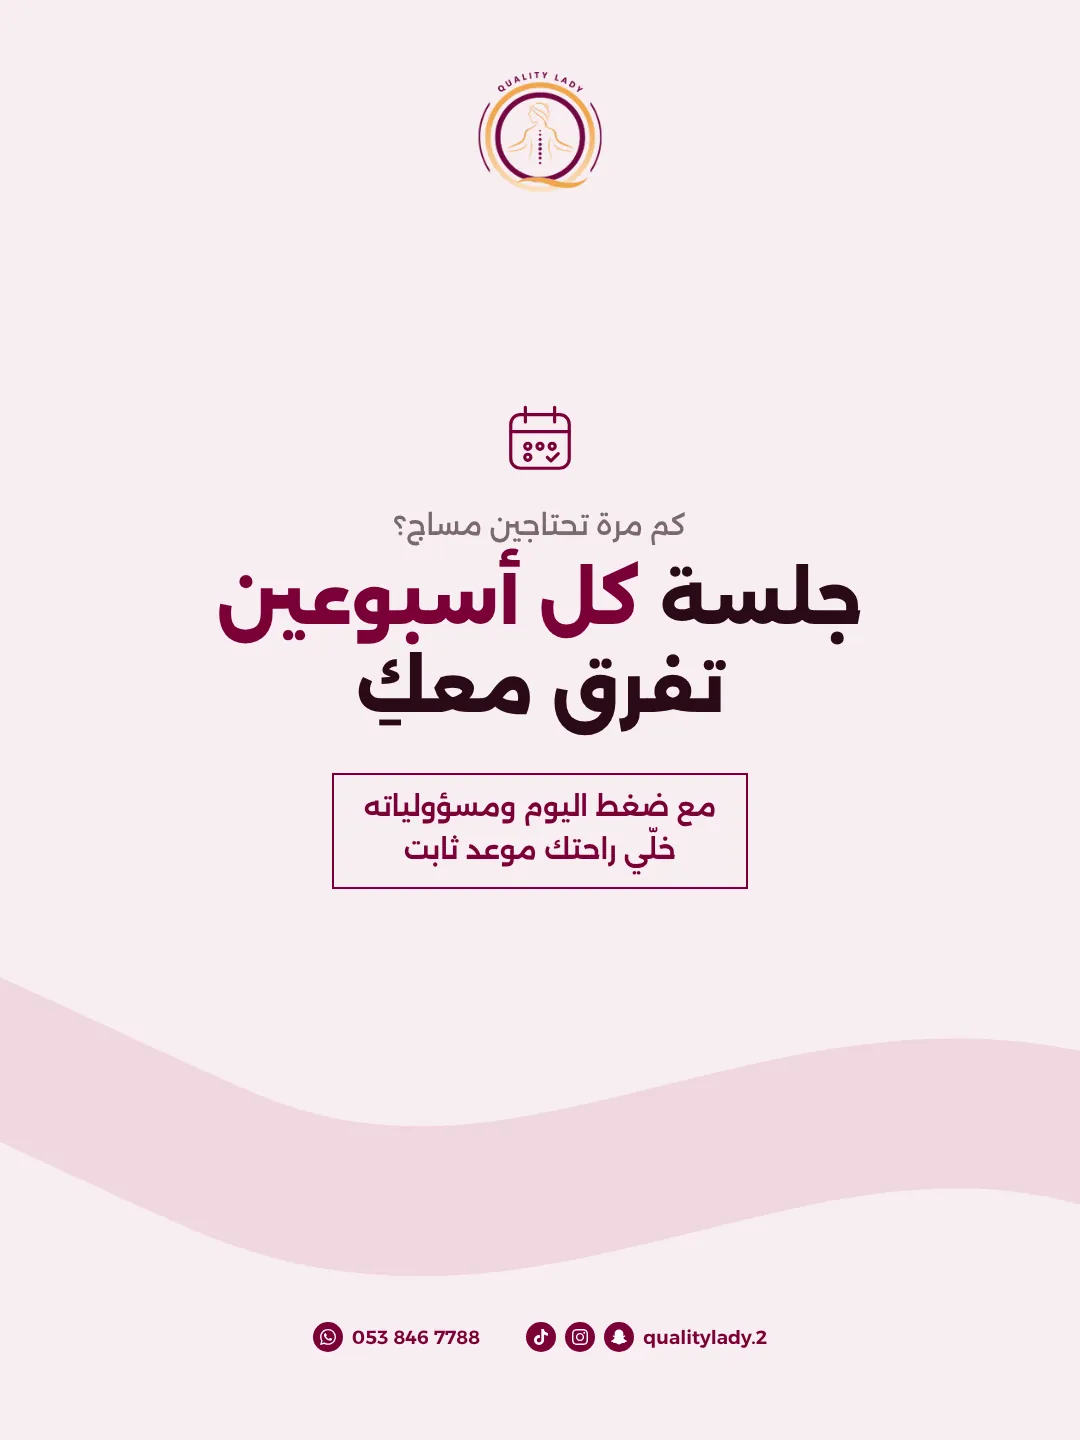 QUALITY LADY
كم مرة تحتاجين مساج؟
جلسة كل أسبوعين
تفرق معكِ
مع ضغط اليوم ومسؤولياته
خلّي راحتك موعد ثابت
053 846 7788
qualitylady.2